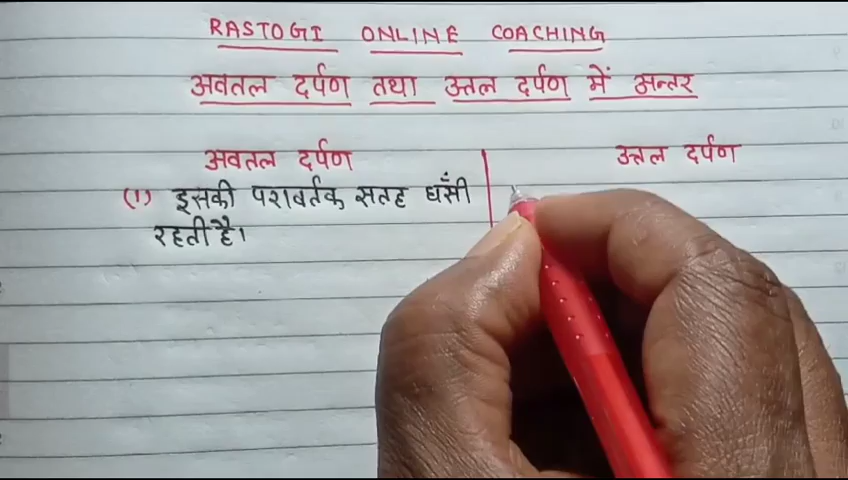 RASTOGI ONLINE COACHING
अवतल दर्पण तथा उत्तल दर्पण में अन्तर
अवतल दर्पण
उत्तल दर्पण
(1) इसकी परावर्तक सतह धँसी
रहती है।